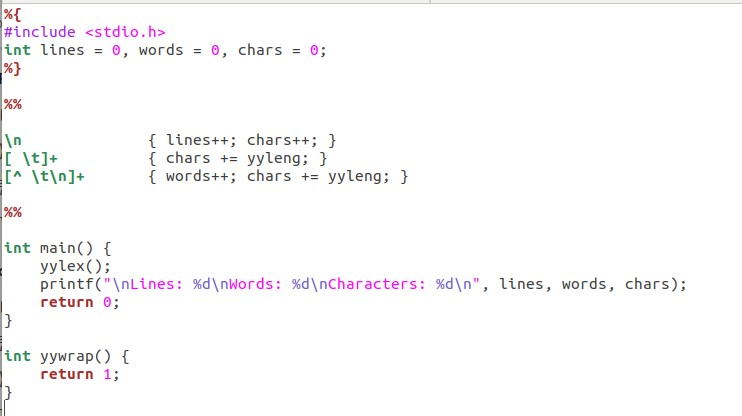 %{
#include <stdio.h>
int lines = 0, words = 0, chars = 0;
%}

%%

\n              { lines++; chars++; }
[ \t]+          { chars += yyleng; }
[^ \t\n]+       { words++; chars += yyleng; }

%%

int main() {
    yylex();
    printf("\nLines: %d\nWords: %d\nCharacters: %d\n", lines, words, chars);
    return 0;
}

int yywrap() {
    return 1;
}